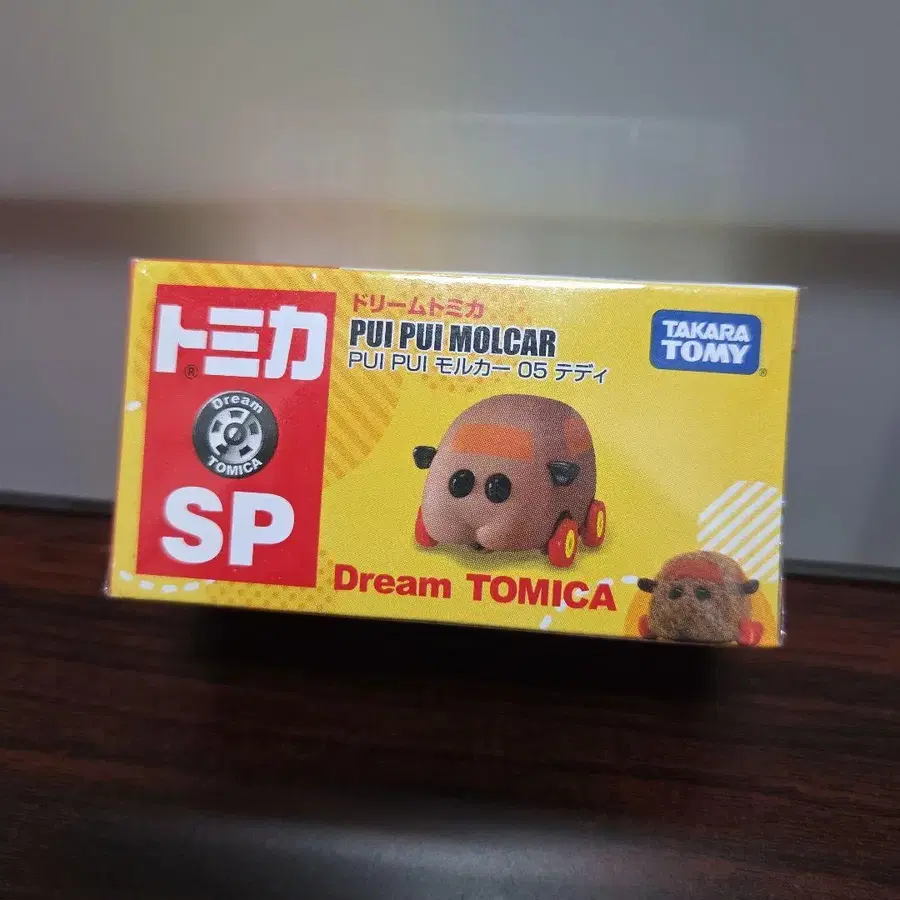 トミカ
®
Dream
TOMICA
SP
ドリームトミカ
PUI PUI MOLCAR
PUI PUI モルカー 05 テディ
TAKARA
TOMY
®
Dream TOMICA